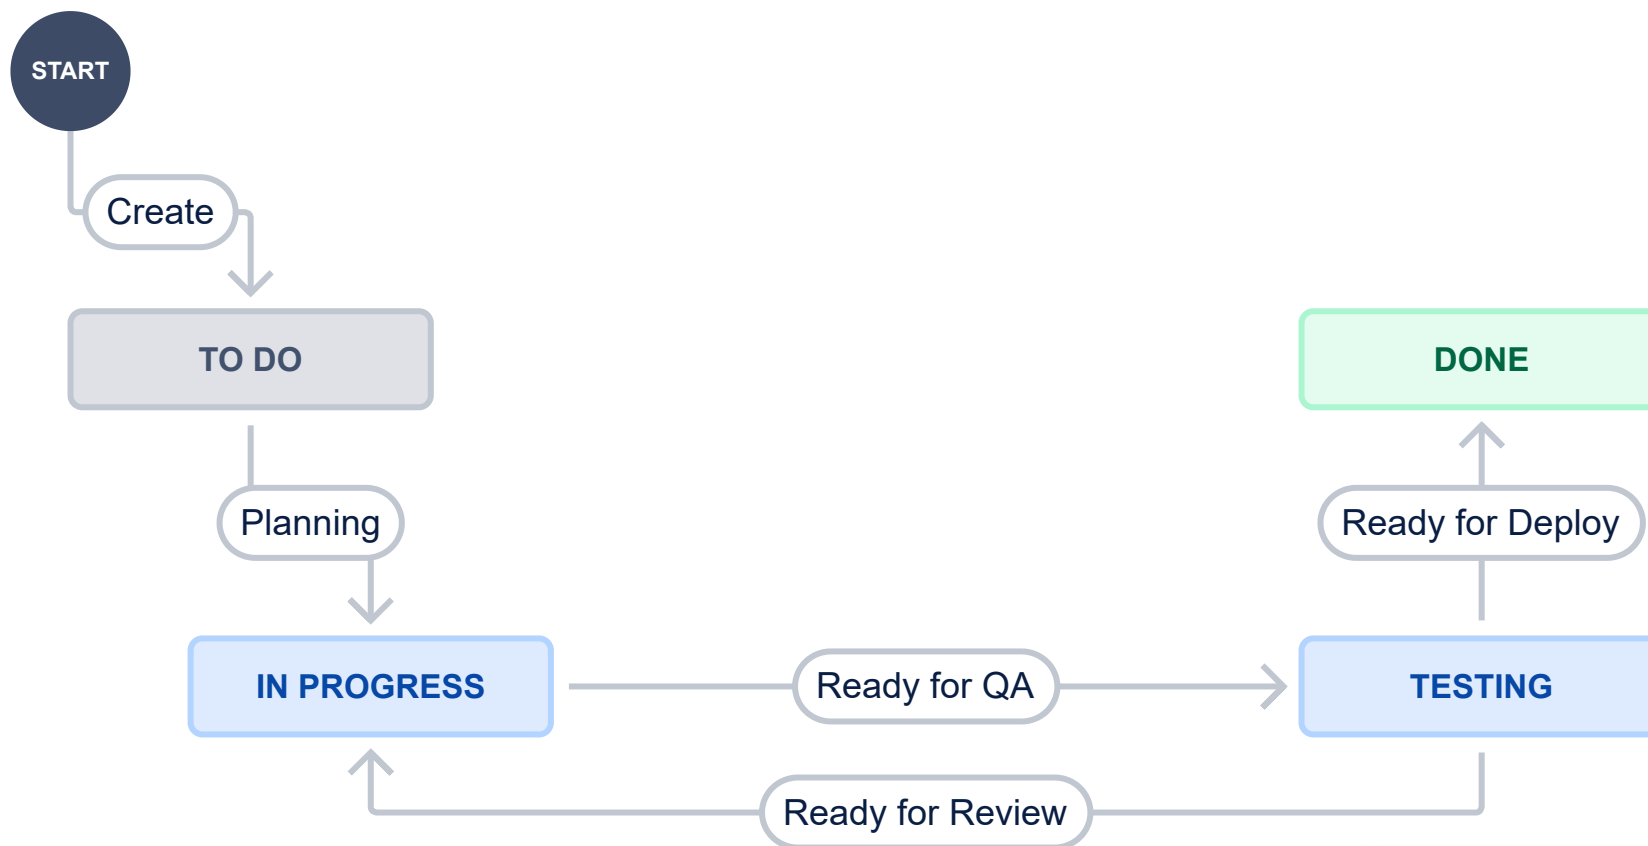 START
Create
TO DO
DONE
Planning
Ready for Deploy
IN PROGRESS
Ready for QA
TESTING
Ready for Review